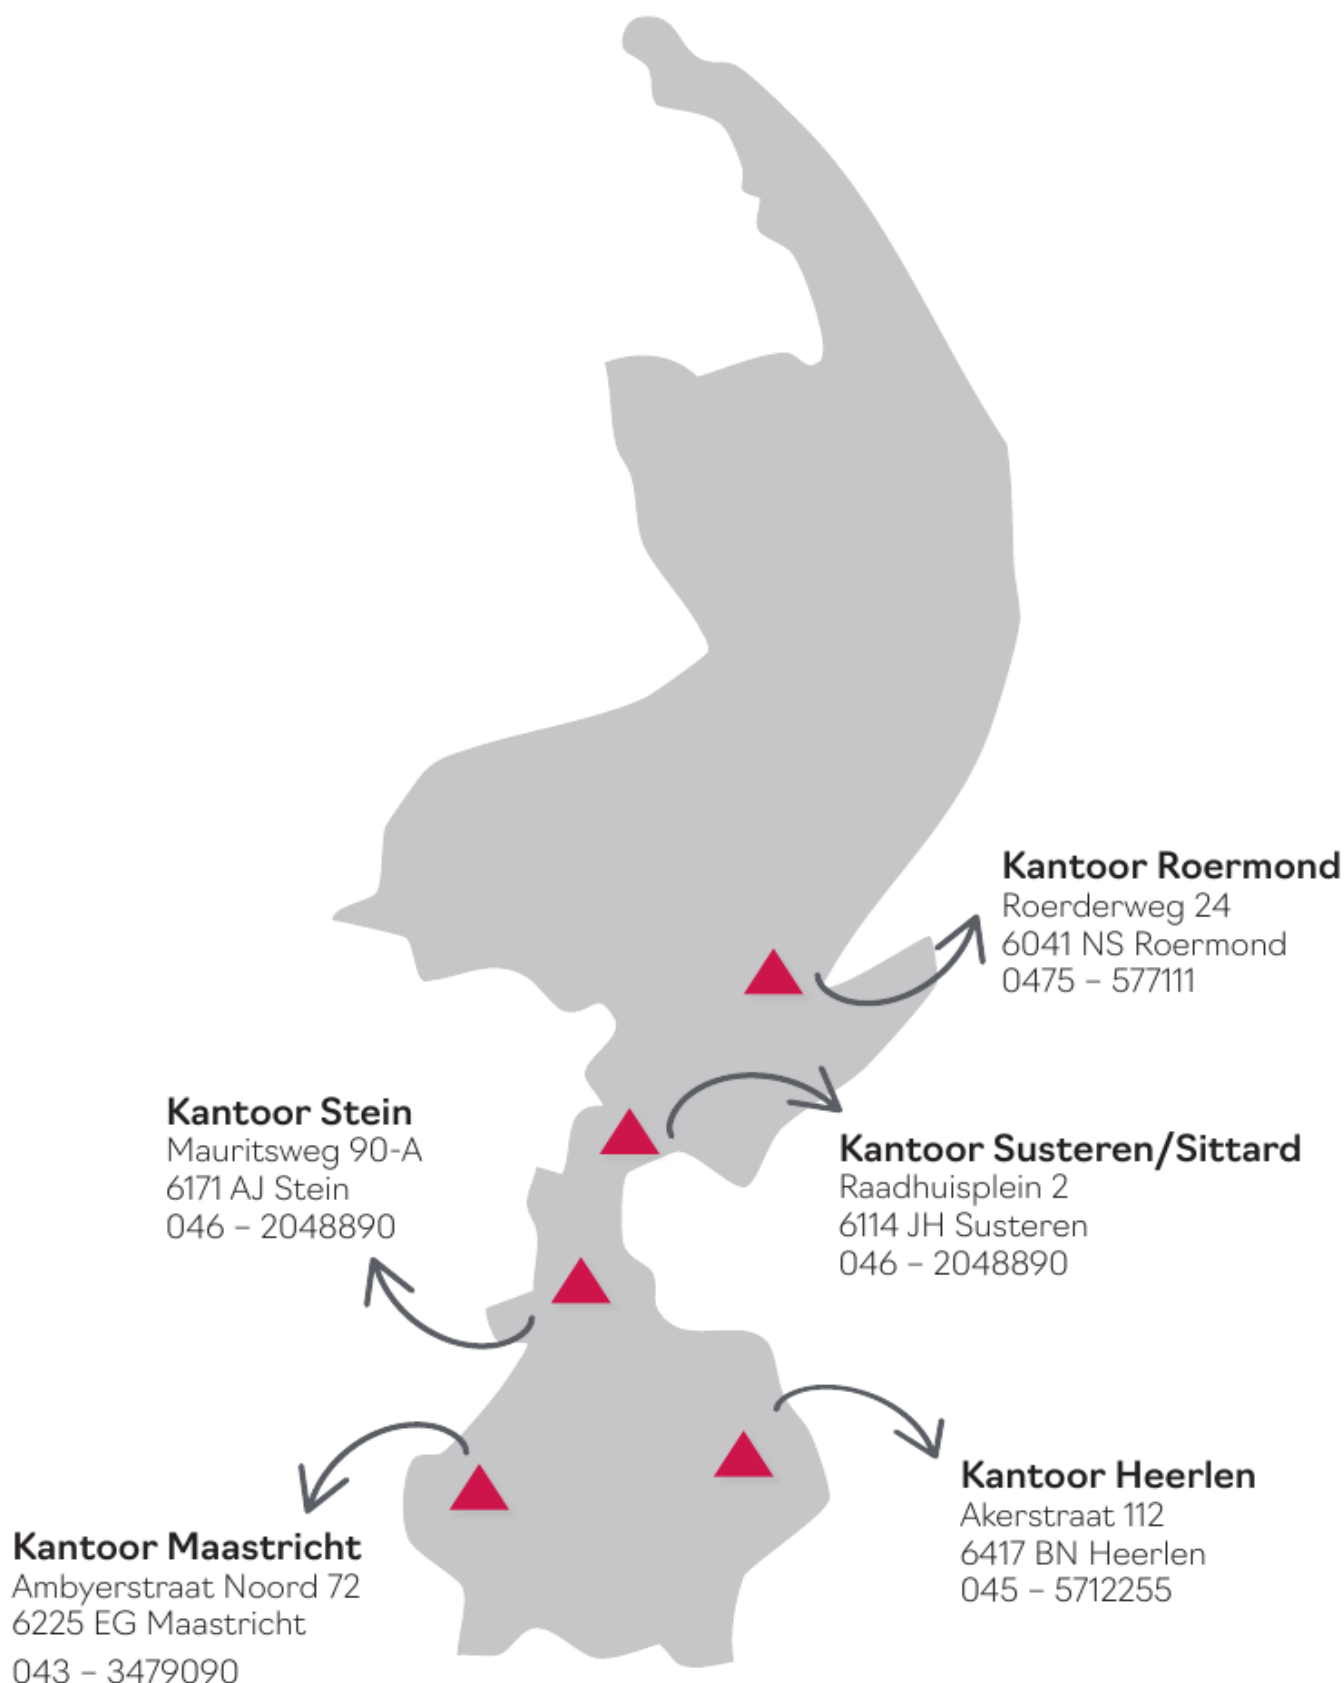 Kantoor Roermond
Roerderweg 24
6041 NS Roermond
0475 – 577111
Kantoor Stein
Mauritsweg 90-A
6171 AJ Stein
046 – 2048890
Kantoor Susteren/Sittard
Raadhuisplein 2
6114 JH Susteren
046 – 2048890
Kantoor Heerlen
Akerstraat 112
6417 BN Heerlen
045 – 5712255
Kantoor Maastricht
Ambyerstraat Noord 72
6225 EG Maastricht
043 – 3479090